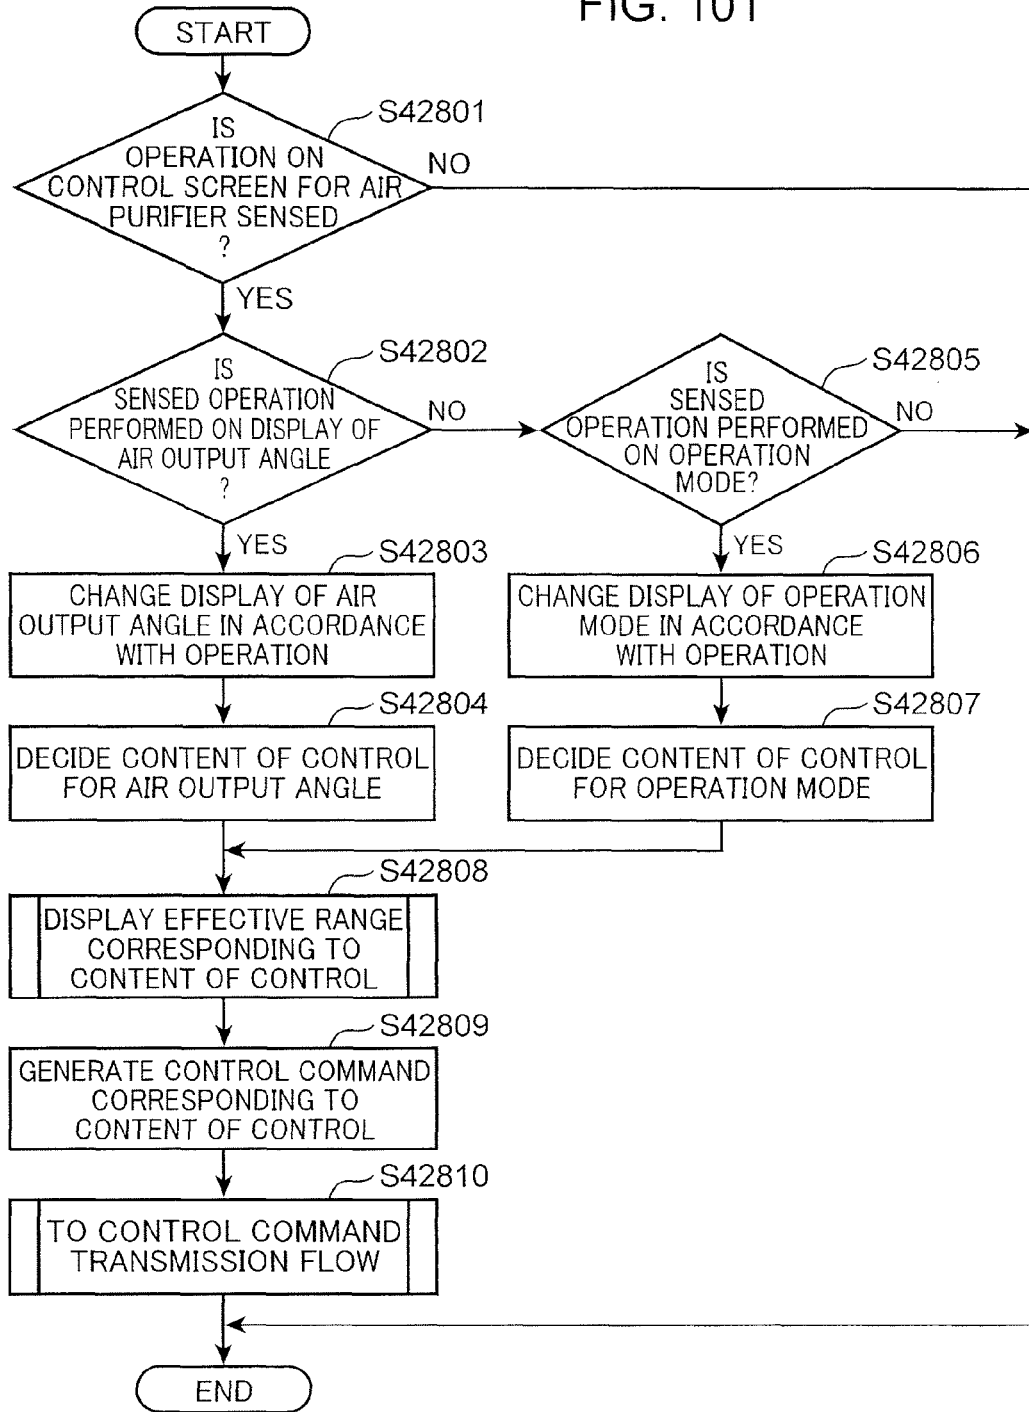 FIG. 101
START
S42801
IS
OPERATION ON
CONTROL SCREEN FOR AIR
PURIFIER SENSED
?
NO
YES
S42802
IS
SENSED OPERATION
PERFORMED ON DISPLAY OF
AIR OUTPUT ANGLE
?
NO
YES
S42805
IS
SENSED
OPERATION PERFORMED
ON OPERATION
MODE?
NO
YES
S42803
CHANGE DISPLAY OF AIR
OUTPUT ANGLE IN ACCORDANCE
WITH OPERATION
S42806
CHANGE DISPLAY OF OPERATION
MODE IN ACCORDANCE
WITH OPERATION
S42804
DECIDE CONTENT OF CONTROL
FOR AIR OUTPUT ANGLE
S42807
DECIDE CONTENT OF CONTROL
FOR OPERATION MODE
S42808
DISPLAY EFFECTIVE RANGE
CORRESPONDING TO
CONTENT OF CONTROL
S42809
GENERATE CONTROL COMMAND
CORRESPONDING TO
CONTENT OF CONTROL
S42810
TO CONTROL COMMAND
TRANSMISSION FLOW
END